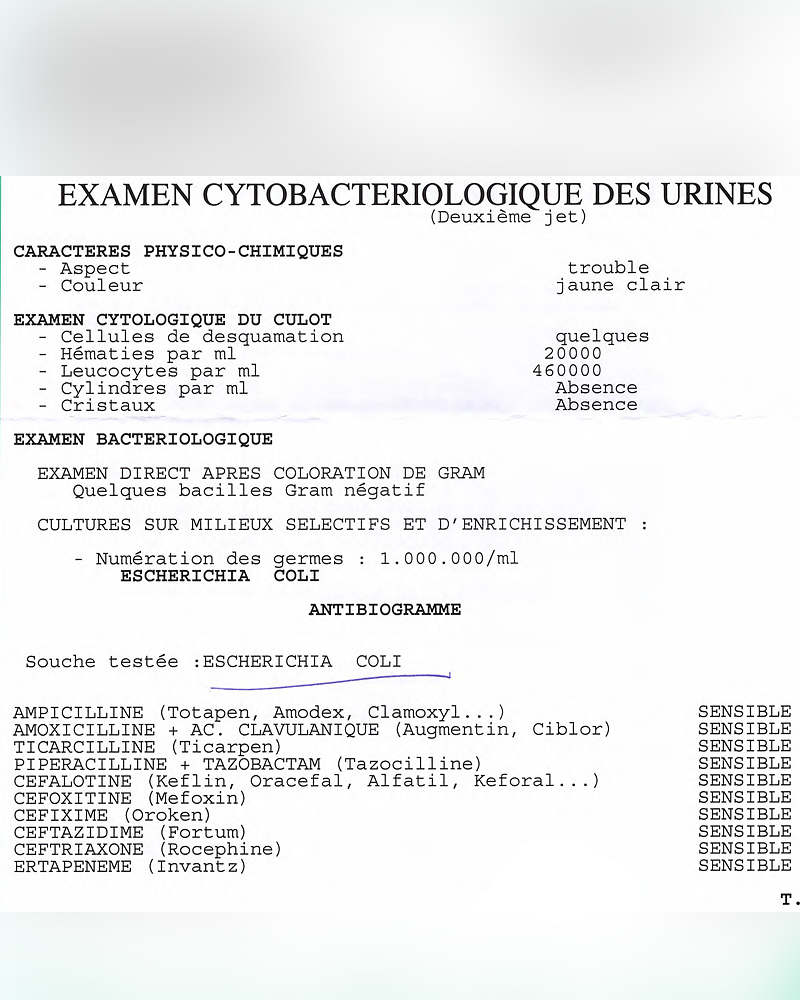 EXAMEN CYTOBACTERIOLOGIQUE DES URINES
(Deuxième jet)
CARACTERES PHYSICO-CHIMIQUES
- Aspect trouble
- Couleur jaune clair
EXAMEN CYTOLOGIQUE DU CULOT
- Cellules de desquamation quelques
- Hématies par ml 20000
- Leucocytes par ml 460000
- Cylindres par ml Absence
- Cristaux Absence
EXAMEN BACTERIOLOGIQUE
EXAMEN DIRECT APRES COLORATION DE GRAM
Quelques bacilles Gram négatif
CULTURES SUR MILIEUX SELECTIFS ET D'ENRICHISSEMENT :
- Numération des germes : 1.000.000/ml
ESCHERICHIA COLI
ANTIBIOGRAMME
Souche testée :ESCHERICHIA COLI
AMPICILLINE (Totapen, Amodex, Clamoxyl...) SENSIBLE
AMOXICILLINE + AC. CLAVULANIQUE (Augmentin, Ciblor) SENSIBLE
TICARCILLINE (Ticarpen) SENSIBLE
PIPERACILLINE + TAZOBACTAM (Tazocilline) SENSIBLE
CEFALOTINE (Keflin, Oracefal, Alfatil, Keforal...) SENSIBLE
CEFOXITINE (Mefoxin) SENSIBLE
CEFIXIME (Oroken) SENSIBLE
CEFTAZIDIME (Fortum) SENSIBLE
CEFTRIAXONE (Rocephine) SENSIBLE
ERTAPENEME (Invantz) SENSIBLE
T.